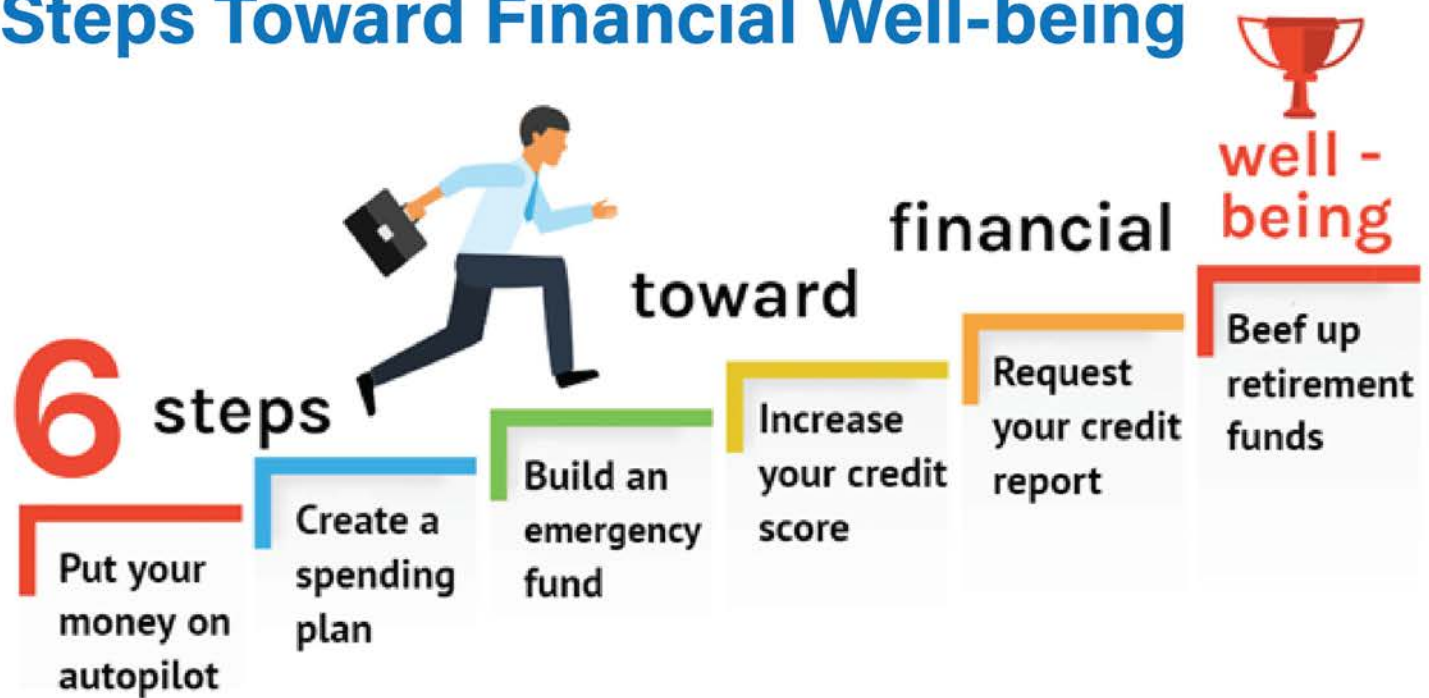 Steps Toward Financial Well-being
6 steps
toward
financial
well -
being
Put your
money on
autopilot
Create a
spending
plan
Build an
emergency
fund
Increase
your credit
score
Request
your credit
report
Beef up
retirement
funds